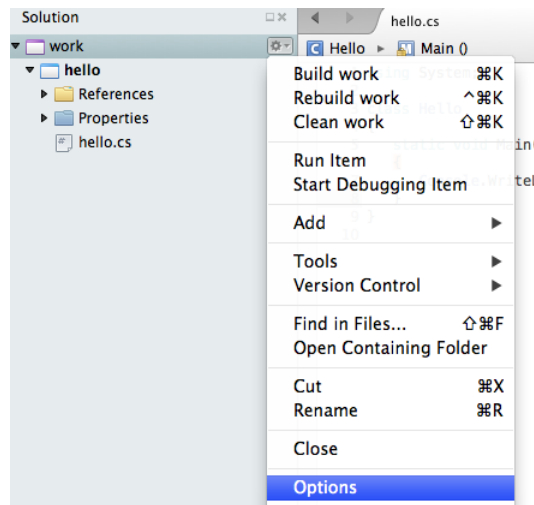 Solution
hello.cs
work
Hello Main ()
hello
References
Properties
hello.cs
Build work ⌘K
Rebuild work ^⌘K
Clean work ⇧⌘K
Run Item
Start Debugging Item
Add
Tools
Version Control
Find in Files... ⇧⌘F
Open Containing Folder
Cut ⌘X
Rename ⌘R
Close
Options